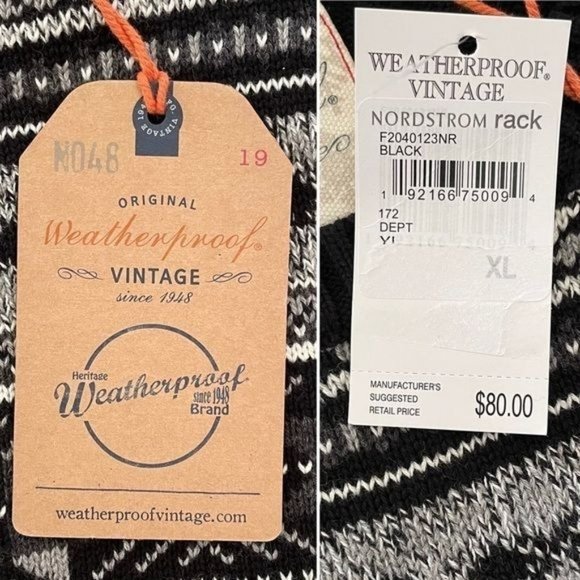 N048
19
ORIGINAL
Weatherproof®
VINTAGE
since 1948
Heritage
Weatherproof
since 1948
Brand
weatherproofvintage.com
WEATHERPROOF®
VINTAGE
NORDSTROM rack
F2040123NR
BLACK
1 92166 75009 4
172
DEPT
XL
XL
MANUFACTURER'S
SUGGESTED
RETAIL PRICE
$80.00